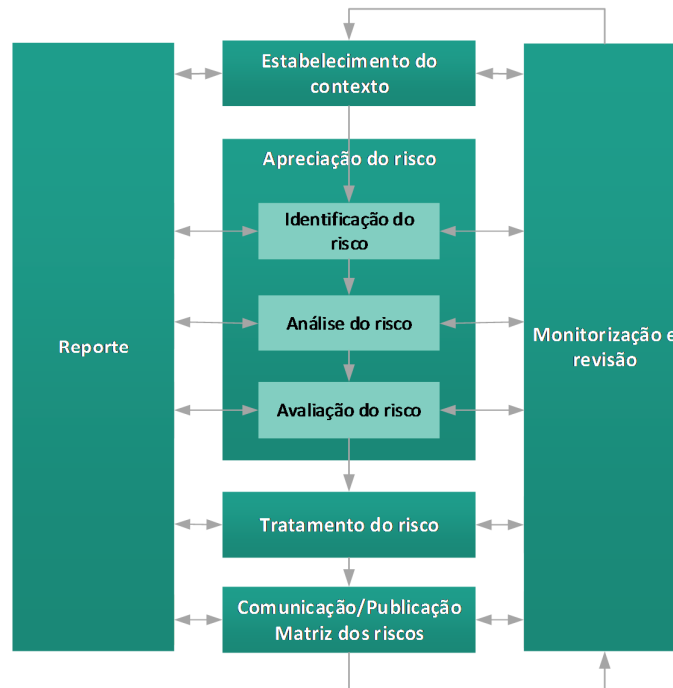 Estabelecimento do
contexto
Apreciação do risco
Identificação do
risco
Análise do risco
Reporte
Monitorização e
revisão
Avaliação do risco
Tratamento do risco
Comunicação/Publicação
Matriz dos riscos